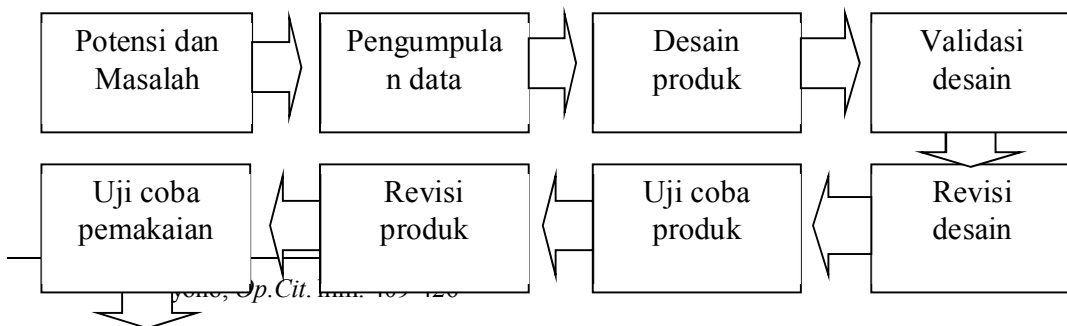 Potensi dan
Masalah
Pengumpula
n data
Desain
produk
Validasi
desain
Uji coba
pemakaian
Revisi
produk
Uji coba
produk
Revisi
desain
Op.Cit.